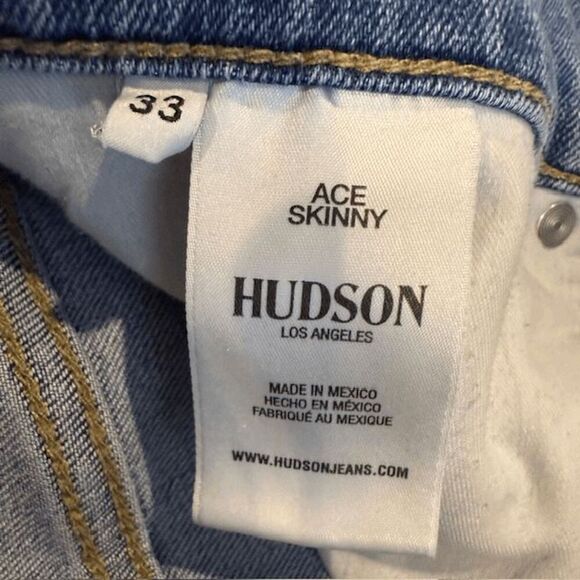 33
ACE
SKINNY
HUDSON
LOS ANGELES
MADE IN MEXICO
HECHO EN MÉXICO
FABRIQUÉ AU MEXIQUE
WWW.HUDSONJEANS.COM